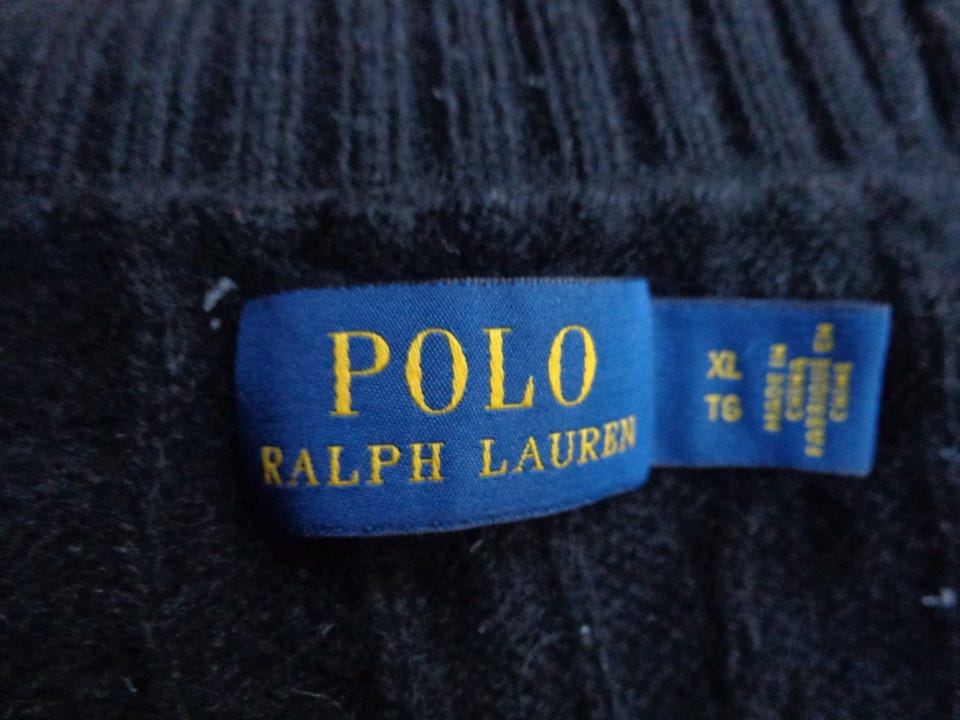 POLO
RALPH LAUREN
XL
TG
MADE IN
CHINA
FABRIQUÉ EN
CHINE